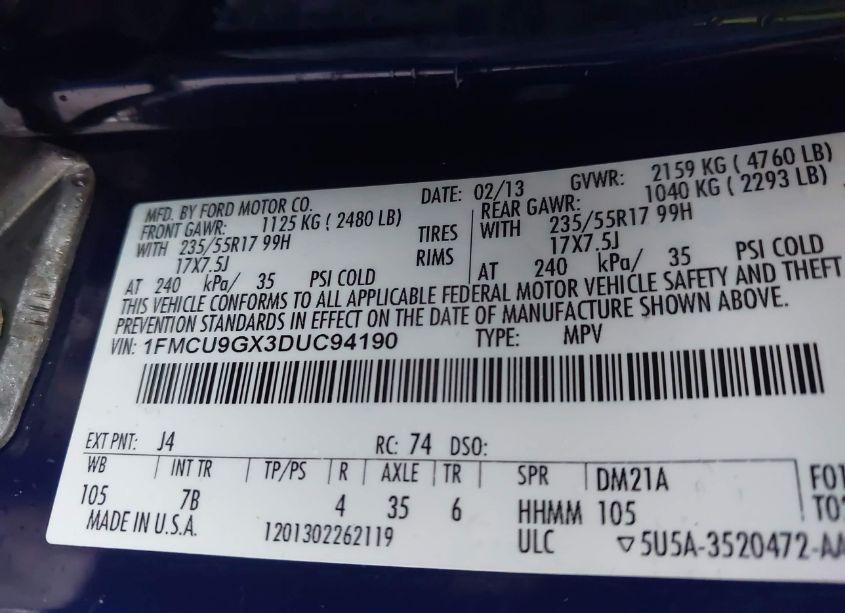 MFD. BY FORD MOTOR CO. DATE: 02/13 GVWR: 2159 KG ( 4760 LB)
FRONT GAWR: 1125 KG ( 2480 LB) REAR GAWR: 1040 KG ( 2293 LB)
WITH 235/55R17 99H TIRES WITH 235/55R17 99H
17X7.5J RIMS 17X7.5J
AT 240 kPa/ 35 PSI COLD AT 240 kPa/ 35 PSI COLD
THIS VEHICLE CONFORMS TO ALL APPLICABLE FEDERAL MOTOR VEHICLE SAFETY AND THEFT
PREVENTION STANDARDS IN EFFECT ON THE DATE OF MANUFACTURE SHOWN ABOVE.
VIN: 1FMCU9GX3DUC94190 TYPE: MPV
EXT PNT: J4 RC: 74 DSO:
WB INT TR TP/PS R AXLE TR SPR DM21A
105 7B 4 35 6 HHMM 105
MADE IN U.S.A. 1201302262119 ULC ▽5U5A-3520472-